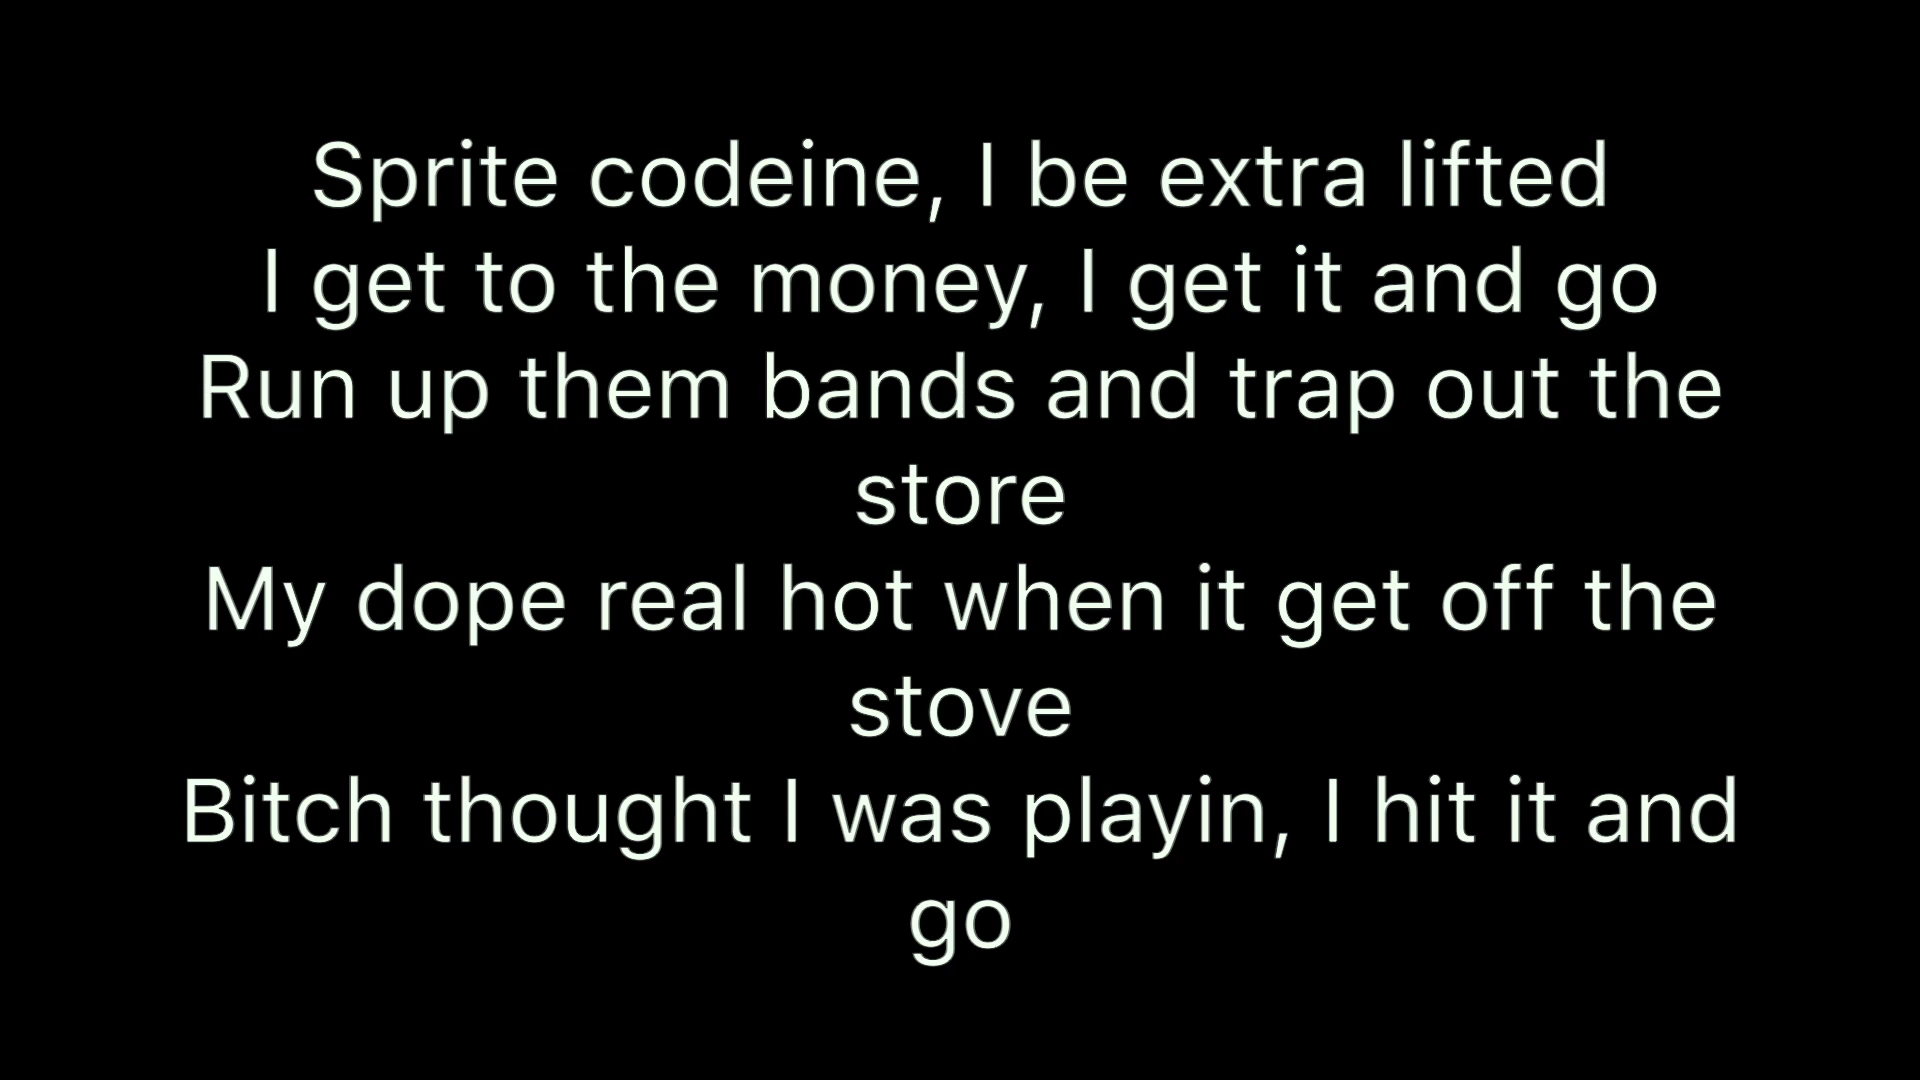 Sprite codeine, I be extra lifted
I get to the money, I get it and go
Run up them bands and trap out the
store
My dope real hot when it get off the
stove
Bitch thought I was playin, I hit it and
go